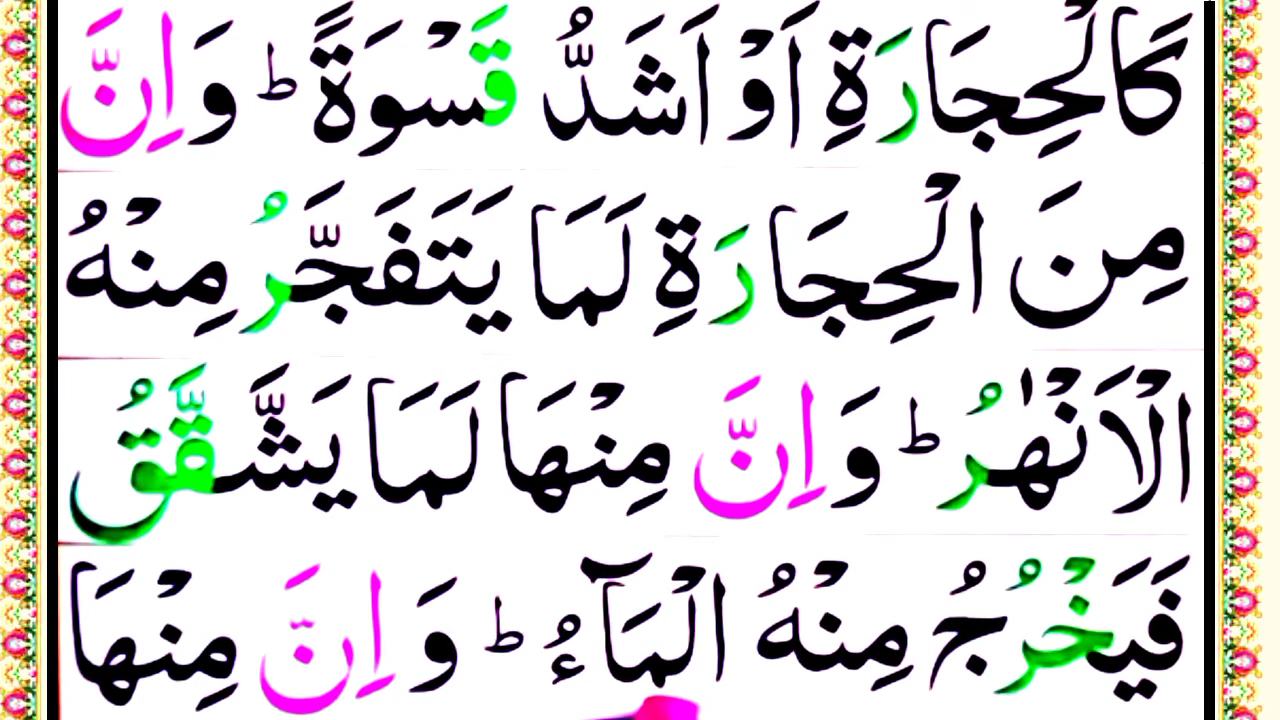 كَالْحِجَارَةِ اَوْ اَشَدُّ قَسْوَةً ؕ وَاِنَّ
مِنَ الْحِجَارَةِ لَمَا يَتَفَجَّرُ مِنْهُ
الْاَنْهٰرُ ؕ وَاِنَّ مِنْهَا لَمَا يَشَّقَّقُ
فَيَخْرُجُ مِنْهُ الْمَآءُ ؕ وَاِنَّ مِنْهَا